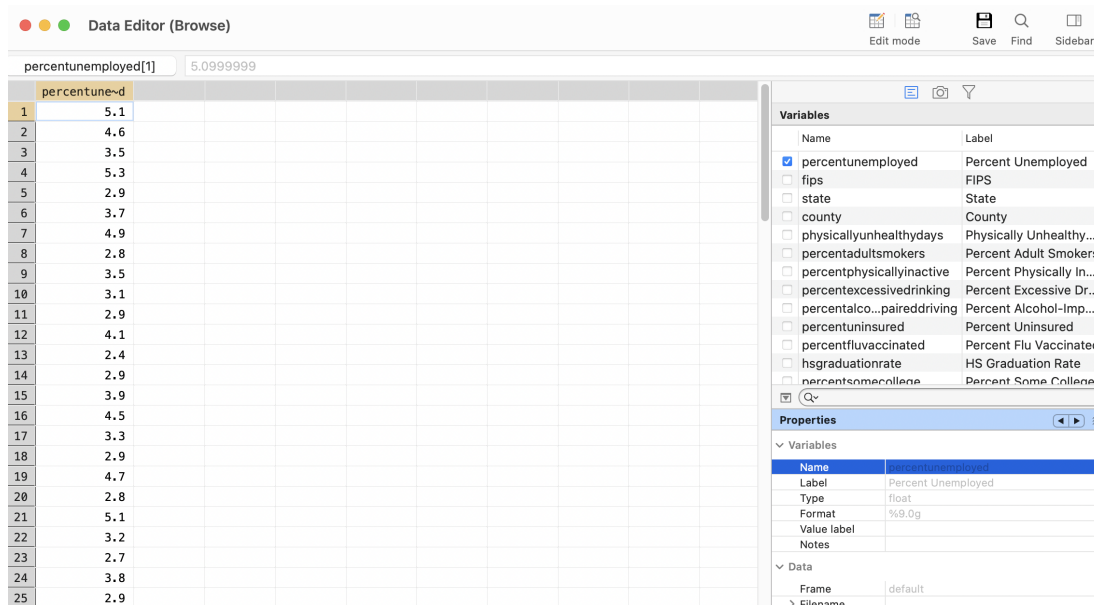 Data Editor (Browse)
Edit mode
Save
Find
Sidebar
percentunemployed[1]
5.0999999
percentune~d
1 5.1
2 4.6
3 3.5
4 5.3
5 2.9
6 3.7
7 4.9
8 2.8
9 3.5
10 3.1
11 2.9
12 4.1
13 2.4
14 2.9
15 3.9
16 4.5
17 3.3
18 2.9
19 4.7
20 2.8
21 5.1
22 3.2
23 2.7
24 3.8
25 2.9
Variables
Name Label
percentunemployed Percent Unemployed
fips FIPS
state State
county County
physicallyunhealthydays Physically Unhealthy...
percentadultsmokers Percent Adult Smokers
percentphysicallyinactive Percent Physically In...
percentexcessivedrinking Percent Excessive Dr...
percentalco...paireddriving Percent Alcohol-Imp...
percentuninsured Percent Uninsured
percentfluvaccinated Percent Flu Vaccinated
hsgraduationrate HS Graduation Rate
percentsomecollege Percent Some College
Properties
Variables
Name percentunemployed
Label Percent Unemployed
Type float
Format %9.0g
Value label
Notes
Data
Frame default
Filename